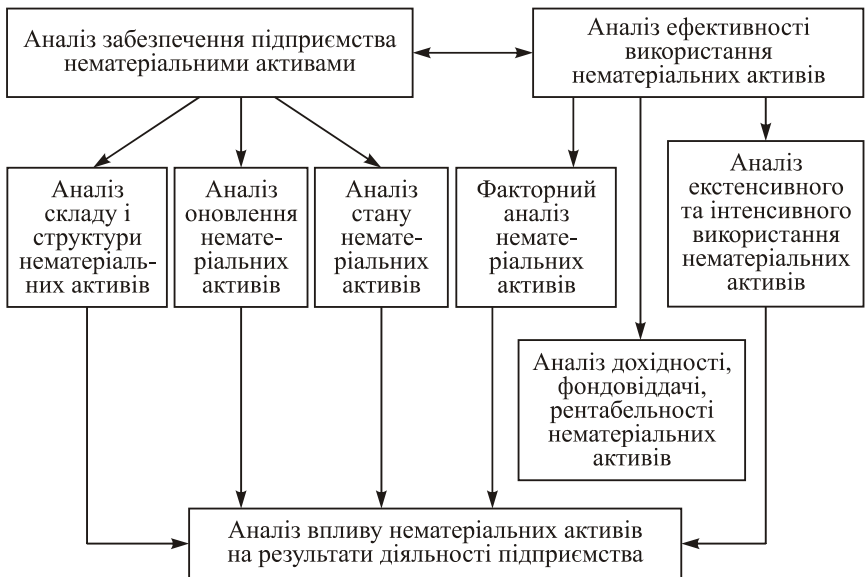 Аналіз забезпечення підприємства
нематеріальними активами
Аналіз ефективності
використання
нематеріальних активів
Аналіз
складу і
структури
нематеріаль-
них активів
Аналіз
оновлення
немате-
ріальних
активів
Аналіз
стану
немате-
ріальних
активів
Факторний
аналіз
немате-
ріальних
активів
Аналіз
екстенсивного
та інтенсивного
використання
нематеріальних
активів
Аналіз дохідності,
фондовіддачі,
рентабельності
нематеріальних
активів
Аналіз впливу нематеріальних активів
на результати діяльності підприємства